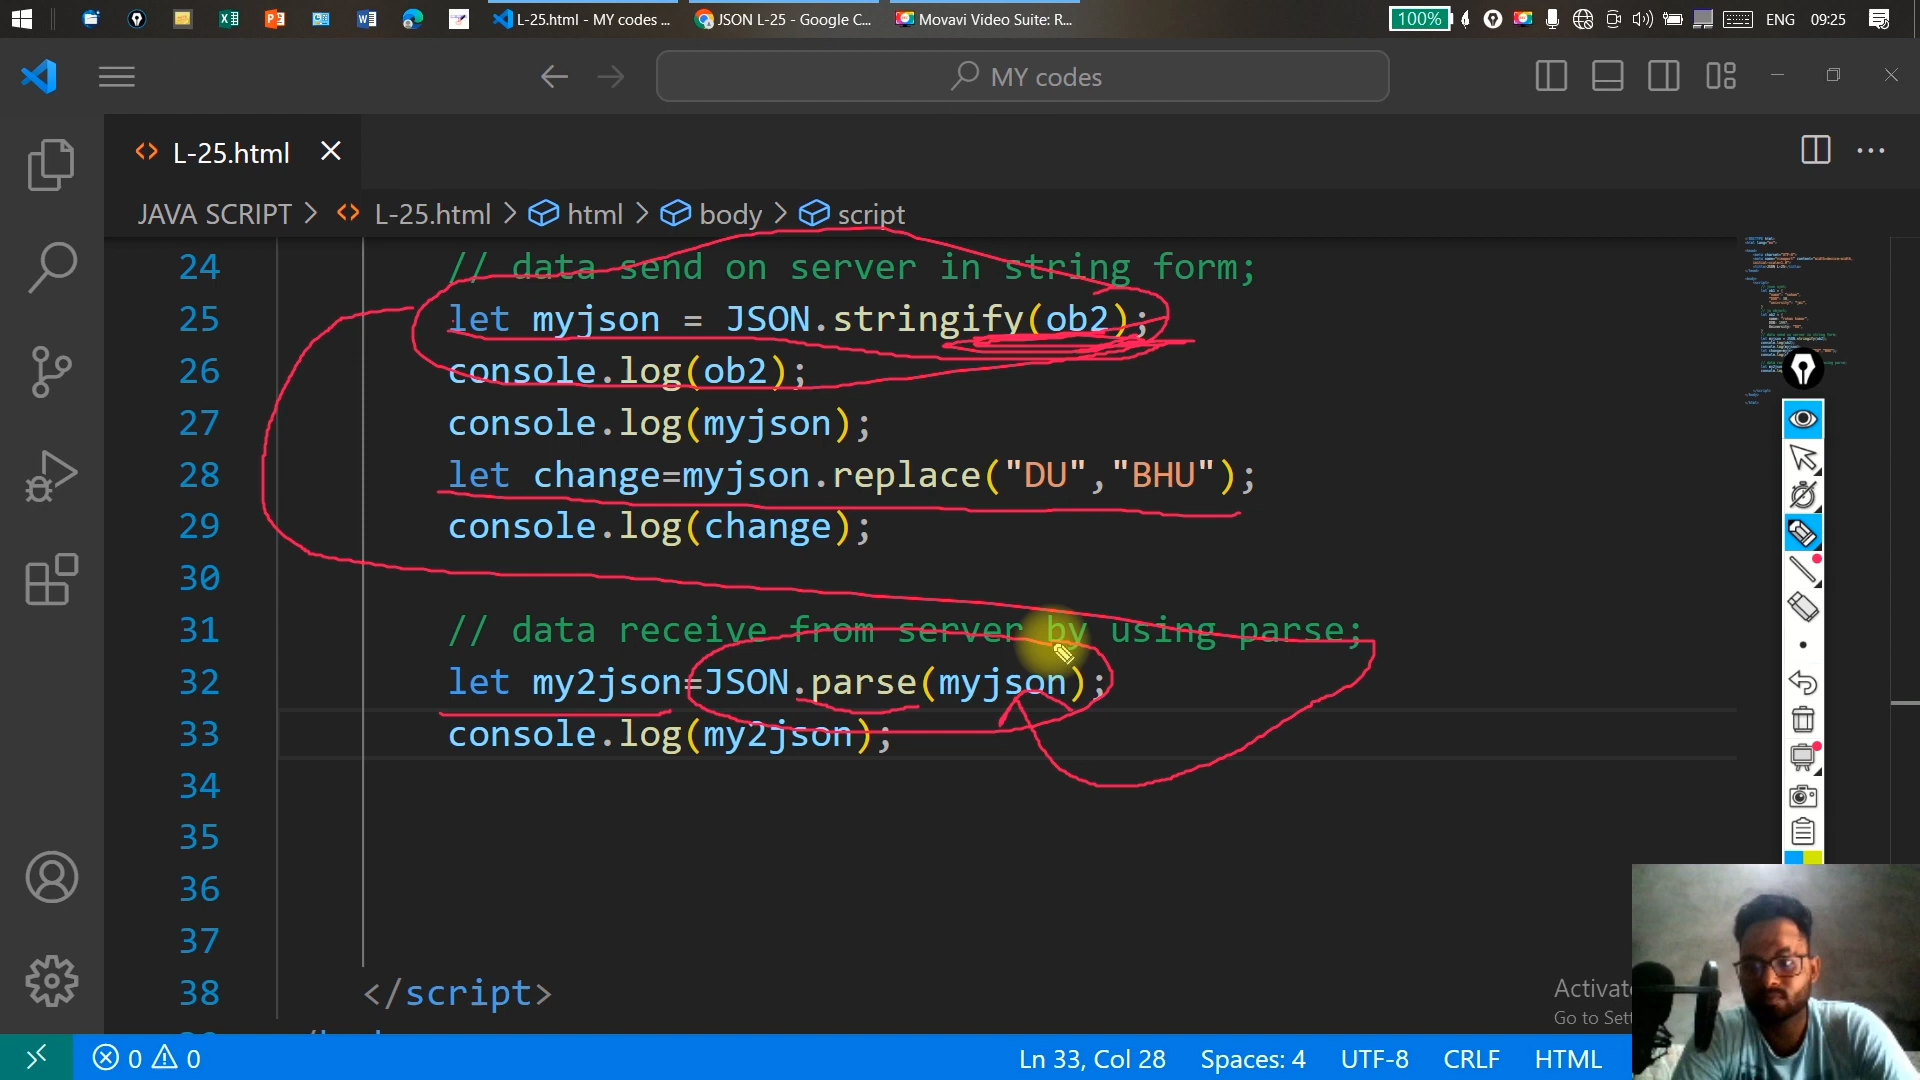 L-25.html - MY codes ...
JSON L-25 - Google C...
Movavi Video Suite: R...
100%
ENG
09:25
MY codes
L-25.html
JAVA SCRIPT > L-25.html > html > body > script
24 // data send on server in string form;
25 let myjson = JSON.stringify(ob2);
26 console.log(ob2);
27 console.log(myjson);
28 let change=myjson.replace("DU","BHU");
29 console.log(change);
30
31 // data receive from server by using parse;
32 let my2json=JSON.parse(myjson);
33 console.log(my2json);
34
35
36
37
38 </script>
Activat
Go to Set
0 0
Ln 33, Col 28 Spaces: 4 UTF-8 CRLF HTML